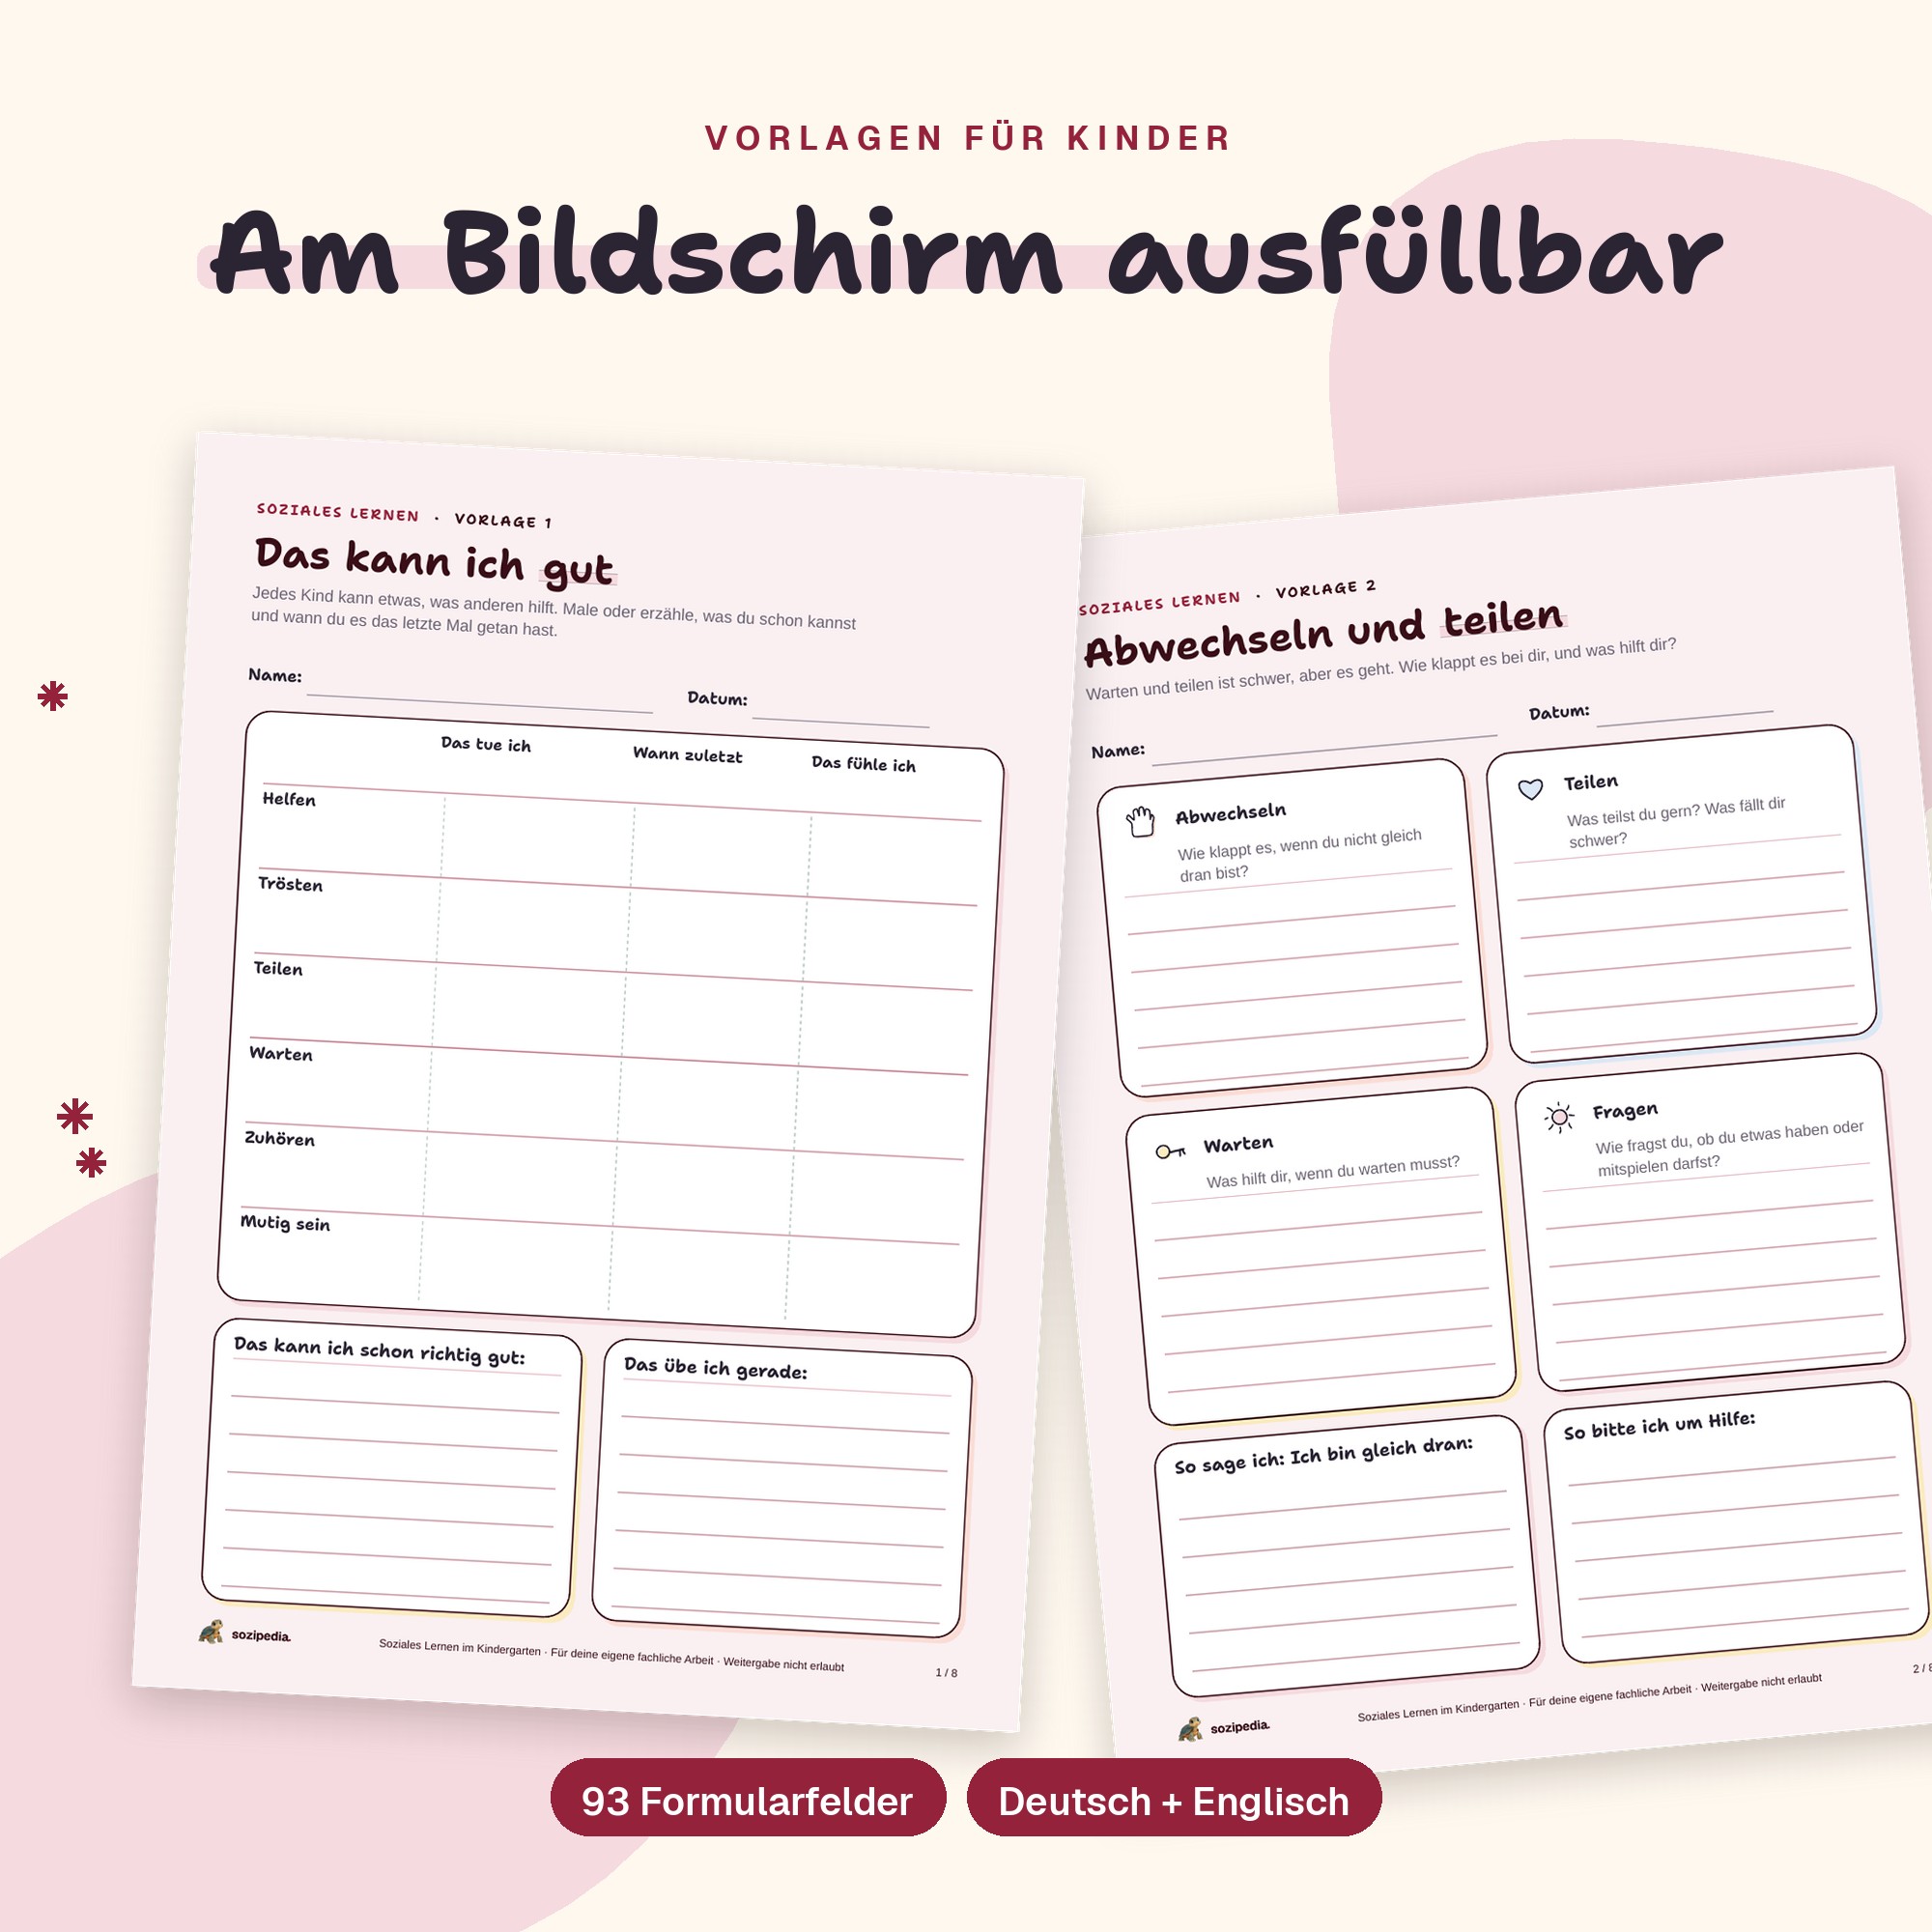 VORLAGEN FÜR KINDER
Am Bildschirm ausfüllbar
SOZIALES LERNEN · VORLAGE 1
Das kann ich gut
Jedes Kind kann etwas, was anderen hilft. Male oder erzähle, was du schon kannst
und wann du es das letzte Mal getan hast.
Name:
Datum:
Das tue ich
Wann zuletzt
Das fühle ich
Helfen
Trösten
Teilen
Warten
Zuhören
Mutig sein
Das kann ich schon richtig gut:
Das übe ich gerade:
sozipedia.
Soziales Lernen im Kindergarten · Für deine eigene fachliche Arbeit · Weitergabe nicht erlaubt
1 / 8
SOZIALES LERNEN · VORLAGE 2
Abwechseln und teilen
Warten und teilen ist schwer, aber es geht. Wie klappt es bei dir, und was hilft dir?
Name:
Datum:
Abwechseln
Wie klappt es, wenn du nicht gleich
dran bist?
Teilen
Was teilst du gern? Was fällt dir
schwer?
Warten
Was hilft dir, wenn du warten musst?
Fragen
Wie fragst du, ob du etwas haben oder
mitspielen darfst?
So sage ich: Ich bin gleich dran:
So bitte ich um Hilfe:
sozipedia.
Soziales Lernen im Kindergarten · Für deine eigene fachliche Arbeit · Weitergabe nicht erlaubt
2 / 8
93 Formularfelder
Deutsch + Englisch